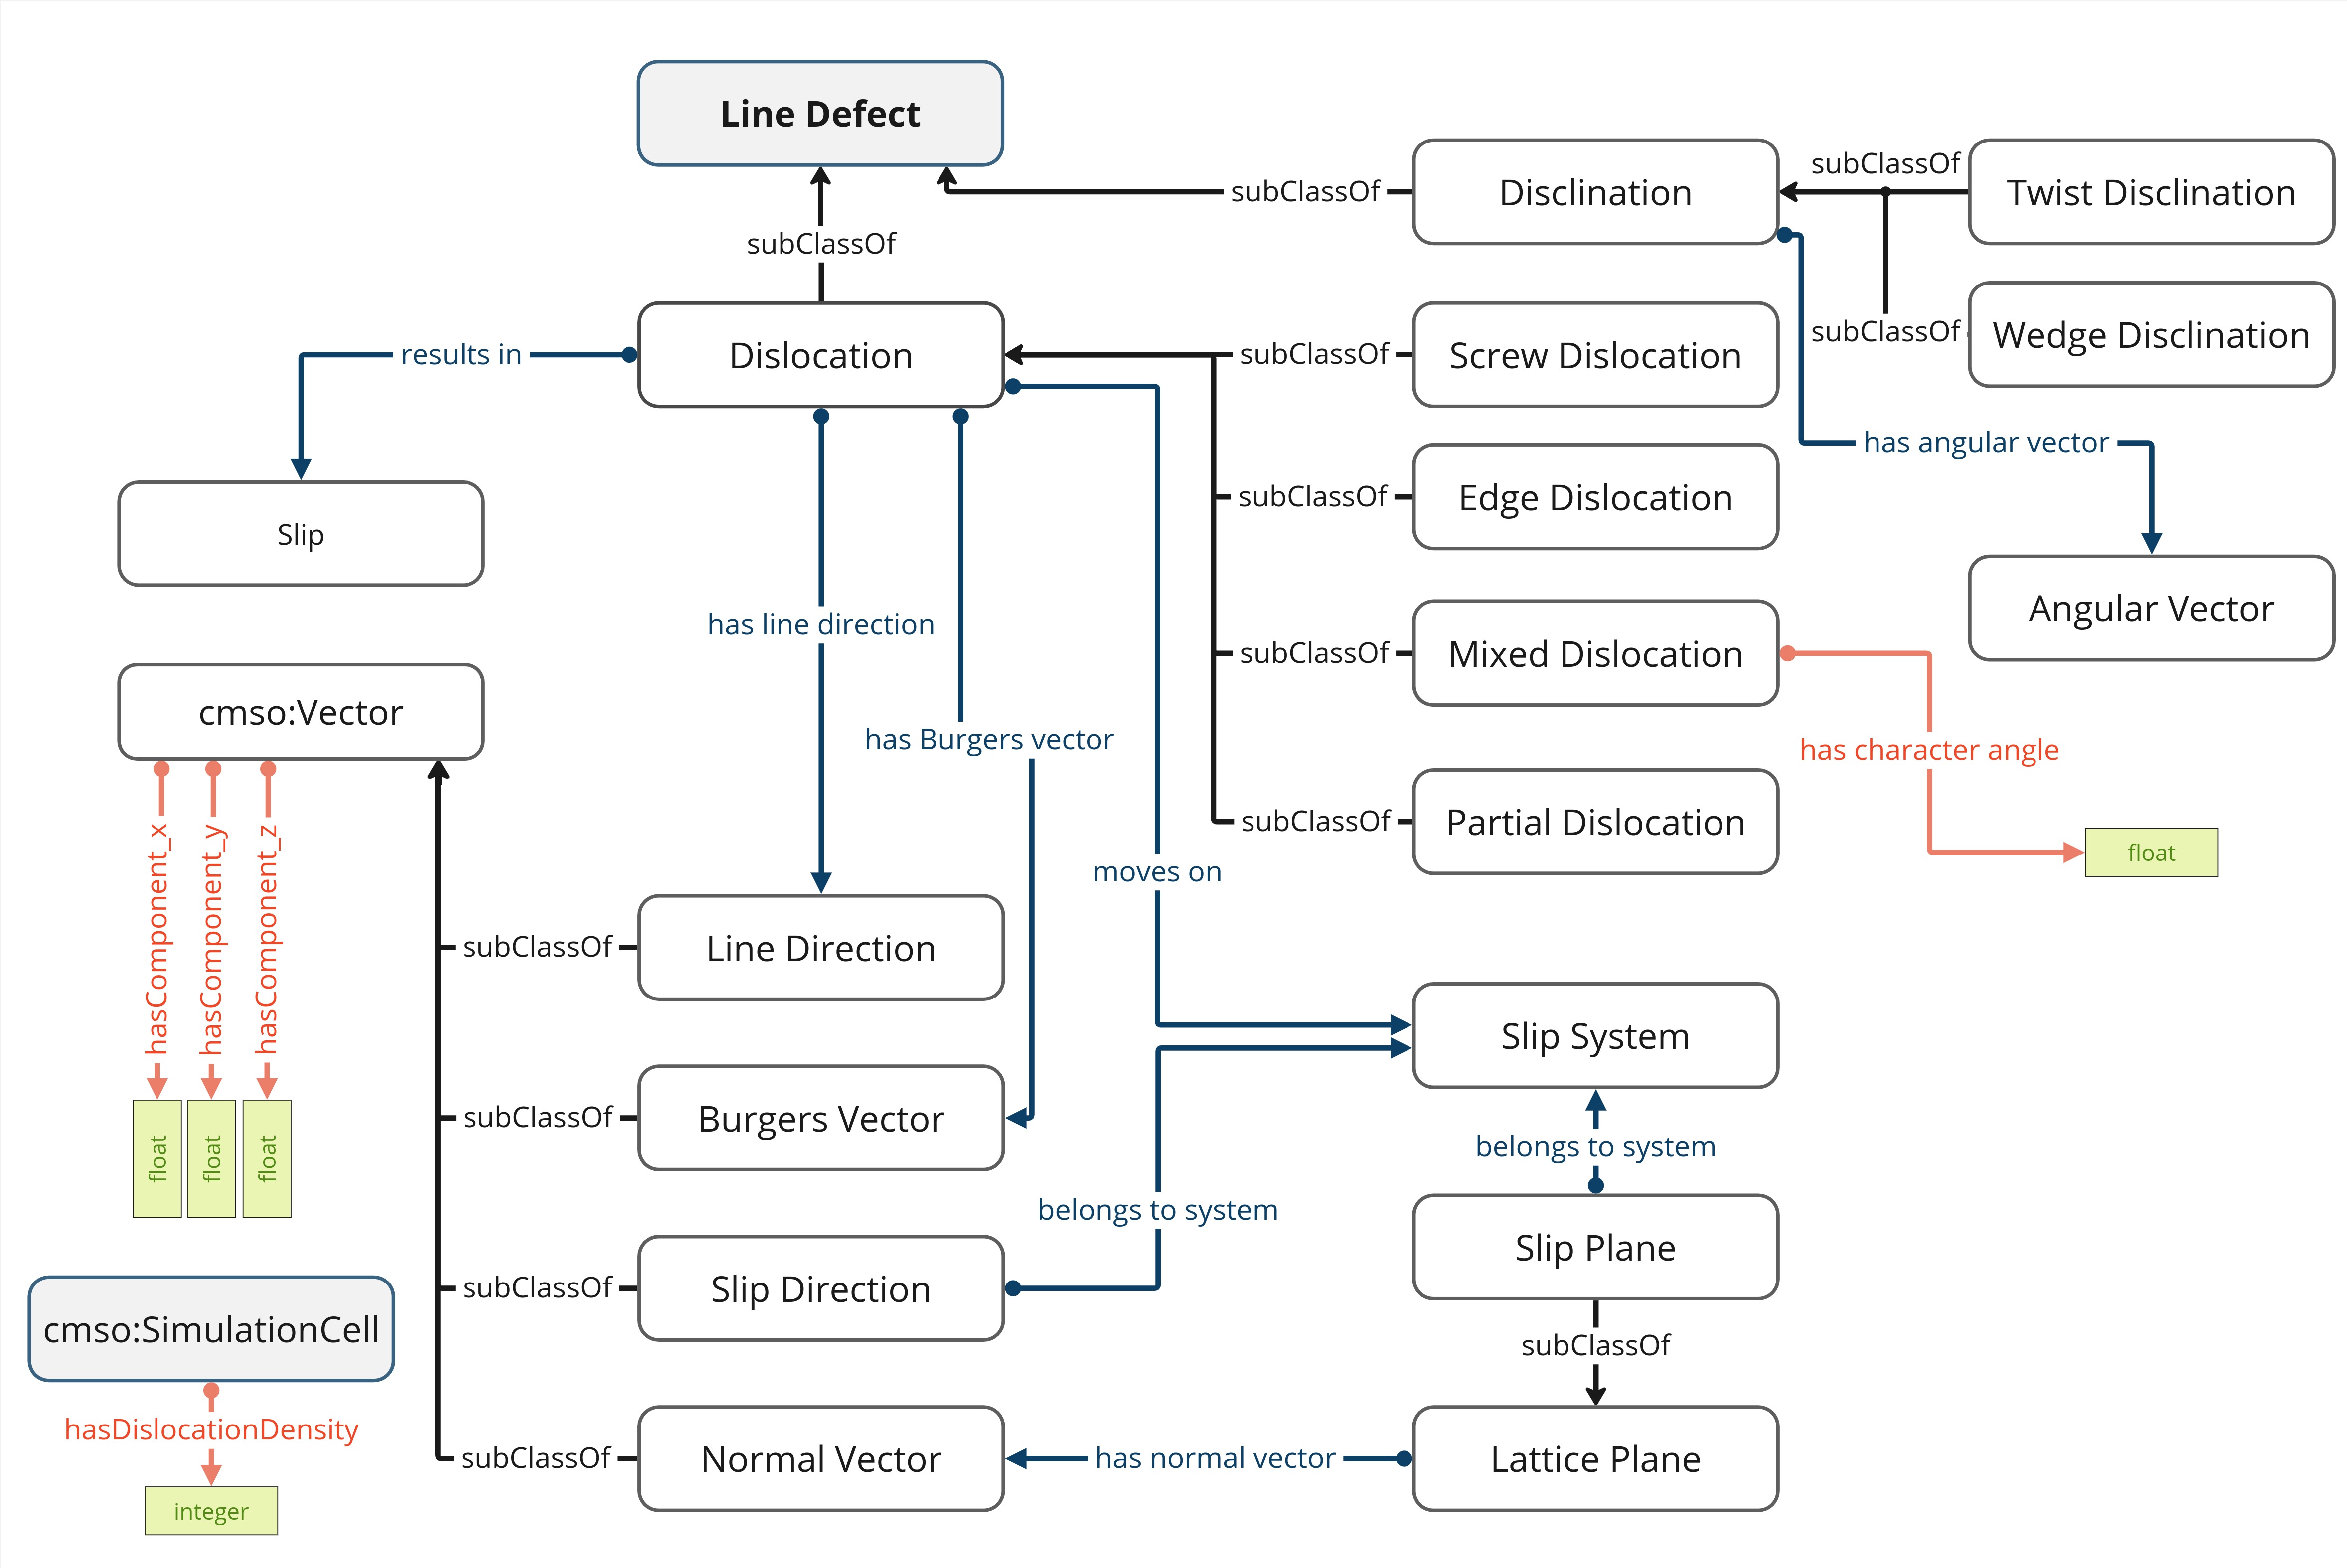 Line Defect
subClassOf
Disclination
subClassOf
Twist Disclination
subClassOf
Wedge Disclination
subClassOf
results in
Dislocation
subClassOf
Screw Dislocation
has angular vector
subClassOf
Edge Dislocation
Slip
Angular Vector
has line direction
subClassOf
Mixed Dislocation
cmso:Vector
has Burgers vector
has character angle
subClassOf
Partial Dislocation
float
moves on
hasComponent_x
hasComponent_y
hasComponent_z
subClassOf
Line Direction
Slip System
float
float
float
subClassOf
Burgers Vector
belongs to system
belongs to system
Slip Plane
subClassOf
Slip Direction
cmso:SimulationCell
subClassOf
hasDislocationDensity
subClassOf
Normal Vector
has normal vector
Lattice Plane
integer